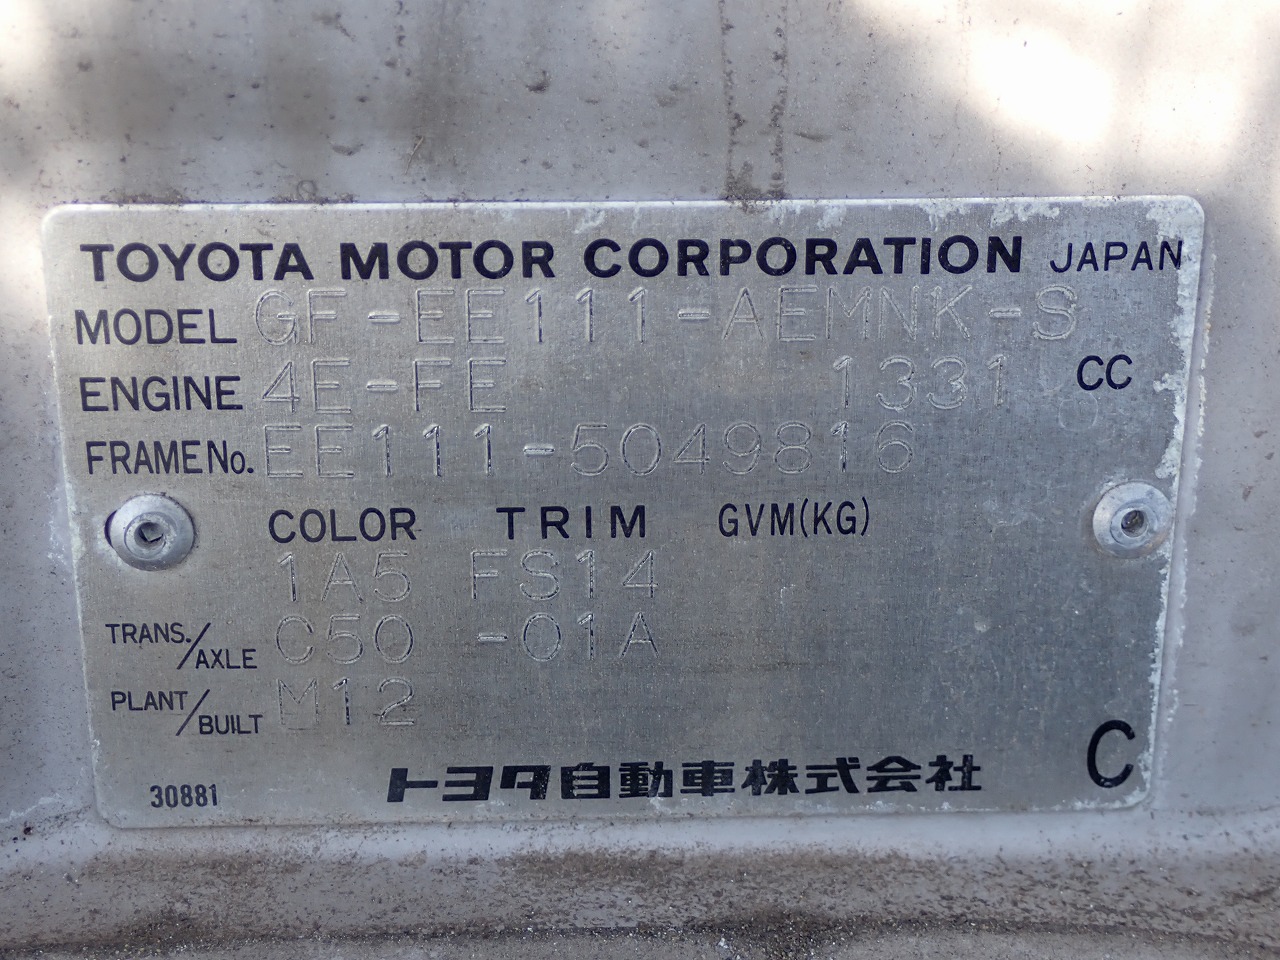 TOYOTA MOTOR CORPORATION JAPAN
MODEL GF-EE111-AEMNK-S
ENGINE 4E-FE 1331 CC
FRAME No. EE111-5049816
COLOR TRIM GVM(KG)
1A5 FS14
TRANS./AXLE C50 -01A
PLANT/BUILT M12
トヨタ自動車株式会社 C
30881